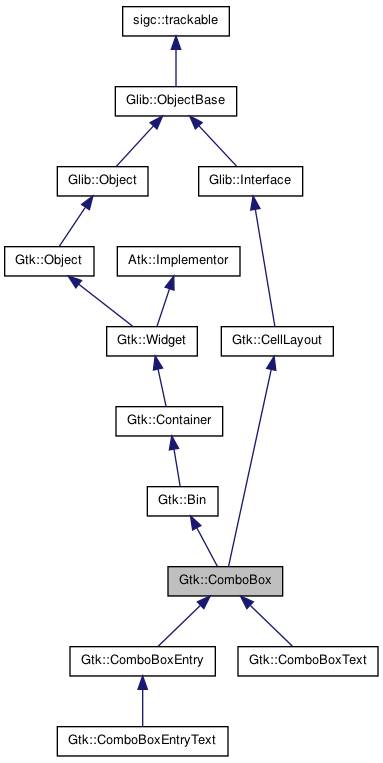 sigc::trackable
Glib::ObjectBase
Glib::Object
Glib::Interface
Gtk::Object
Atk::Implementor
Gtk::Widget
Gtk::CellLayout
Gtk::Container
Gtk::Bin
Gtk::ComboBox
Gtk::ComboBoxEntry
Gtk::ComboBoxText
Gtk::ComboBoxEntryText